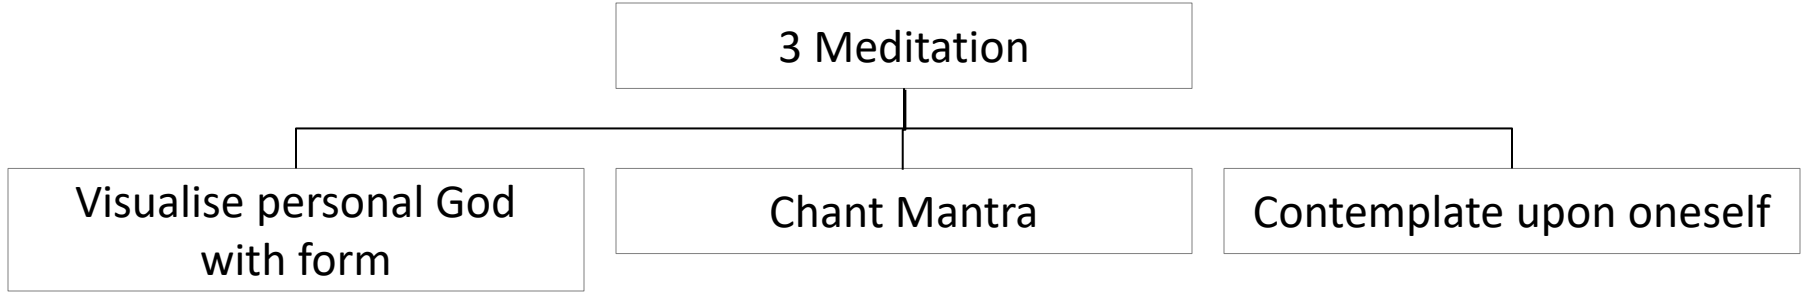 3 Meditation
Visualise personal God
with form
Chant Mantra
Contemplate upon oneself